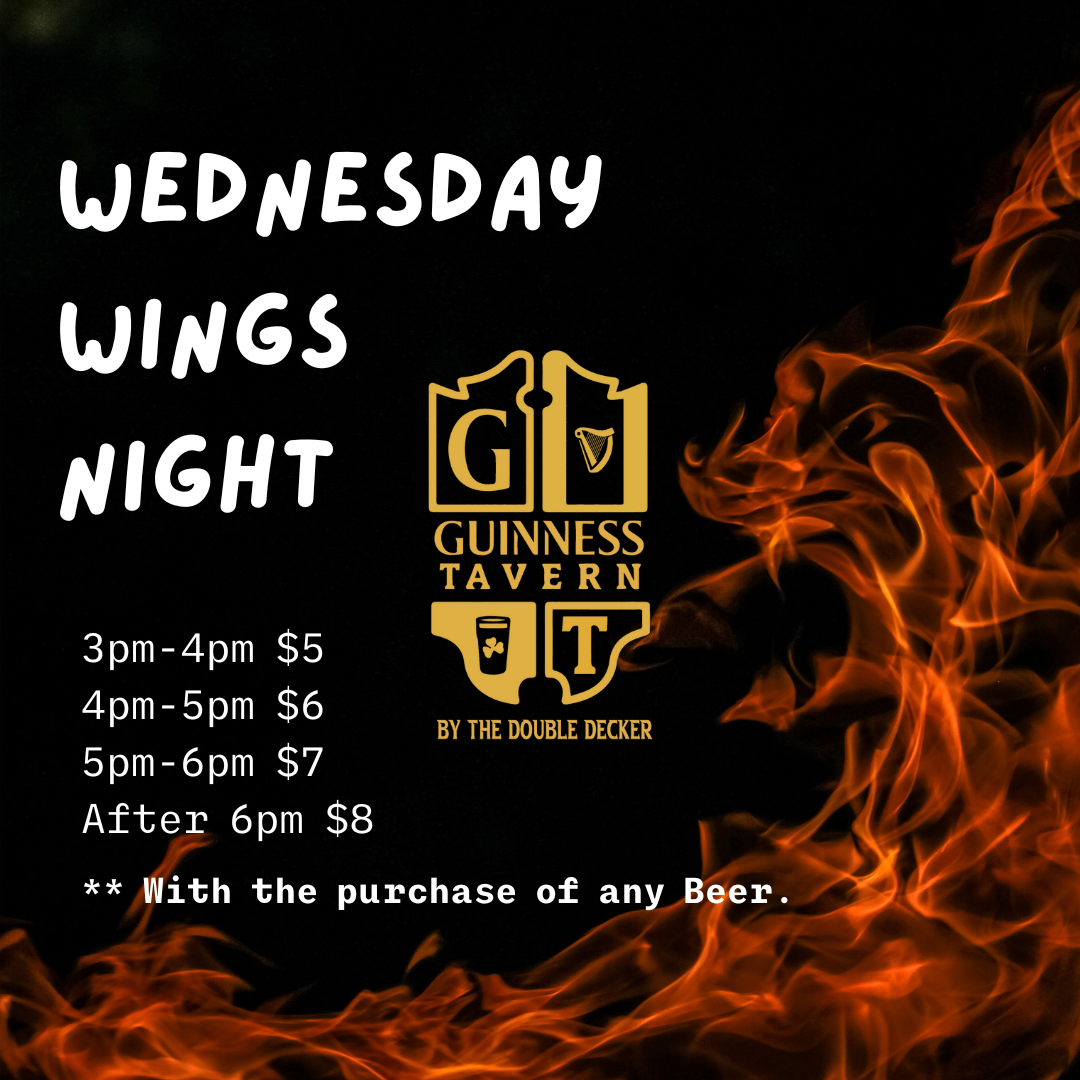 WEDNESDAY
WINGS
NIGHT
G
GUINNESS
TAVERN
T
BY THE DOUBLE DECKER
3pm-4pm $5
4pm-5pm $6
5pm-6pm $7
After 6pm $8
** With the purchase of any Beer.